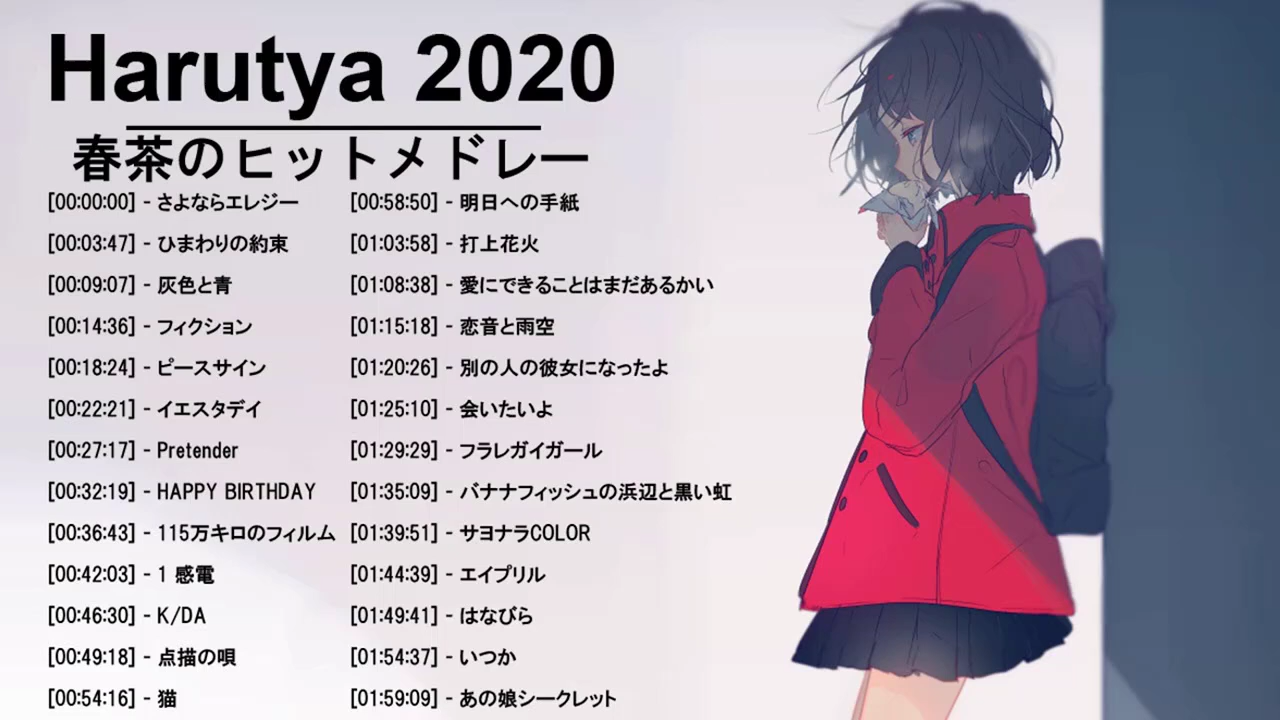 Harutya 2020
春茶のヒットメドレー
[00:00:00] - さよならエレジー
[00:03:47] - ひまわりの約束
[00:09:07] - 灰色と青
[00:14:36] - フィクション
[00:18:24] - ピースサイン
[00:22:21] - イエスタデイ
[00:27:17] - Pretender
[00:32:19] - HAPPY BIRTHDAY
[00:36:43] - 115万キロのフィルム
[00:42:03] - 1 感電
[00:46:30] - K/DA
[00:49:18] - 点描の唄
[00:54:16] - 猫
[00:58:50] - 明日への手紙
[01:03:58] - 打上花火
[01:08:38] - 愛にできることはまだあるかい
[01:15:18] - 恋音と雨空
[01:20:26] - 別の人の彼女になったよ
[01:25:10] - 会いたいよ
[01:29:29] - フラレガイガール
[01:35:09] - バナナフィッシュの浜辺と黒い虹
[01:39:51] - サヨナラCOLOR
[01:44:39] - エイプリル
[01:49:41] - はなびら
[01:54:37] - いつか
[01:59:09] - あの娘シークレット